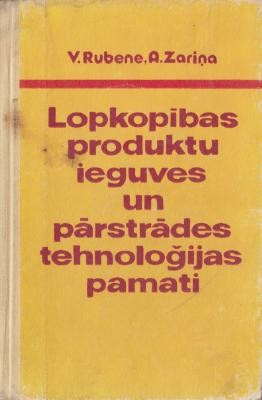 V.Rubene, A.Zariņa
Lopkopības
produktu
ieguves
un
pārstrādes
tehnoloģijas
pamati